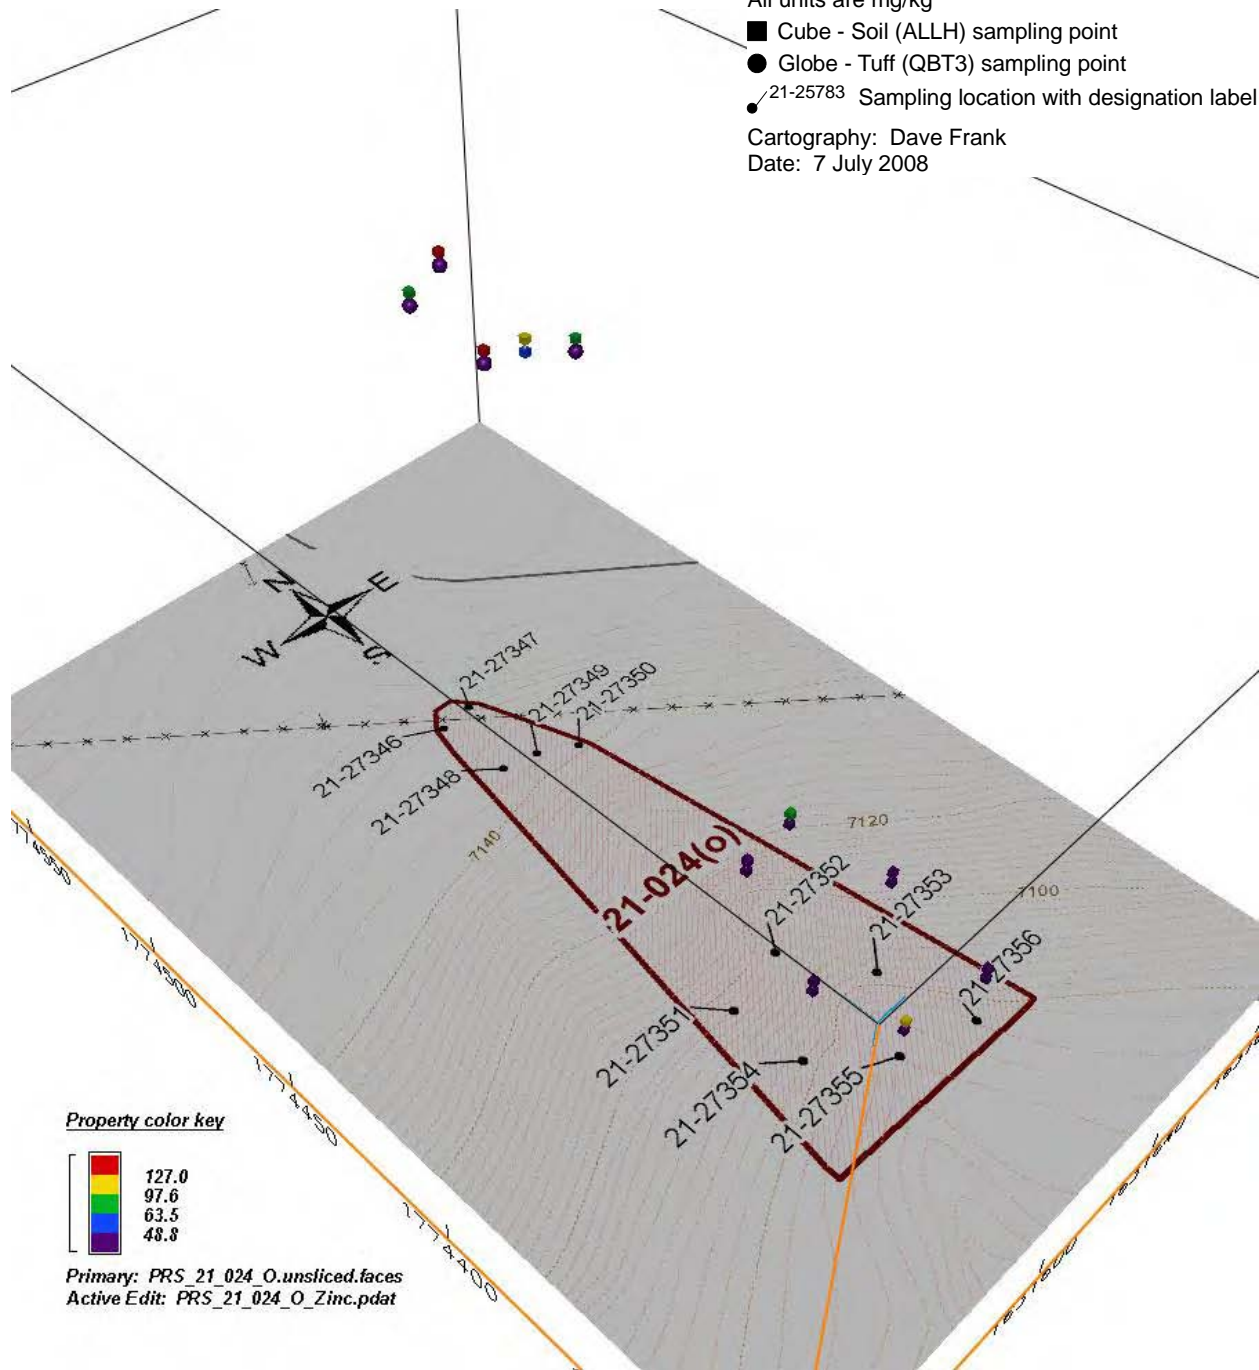 All units are mg/kg
Cube - Soil (ALLH) sampling point
Globe - Tuff (QBT3) sampling point
21-25783 Sampling location with designation label
Cartography: Dave Frank
Date: 7 July 2008
N
E
W
S
21-27347
21-27349
21-27350
21-27346
21-27348
7140
7120
21-024(o)
21-27352
21-27353
7100
21-27356
21-27351
21-27354
21-27355
1774500
1774450
1774400
Property color key
127.0
97.6
63.5
48.8
Primary: PRS_21_024_O.unsliced.faces
Active Edit: PRS_21_024_O_Zinc.pdat